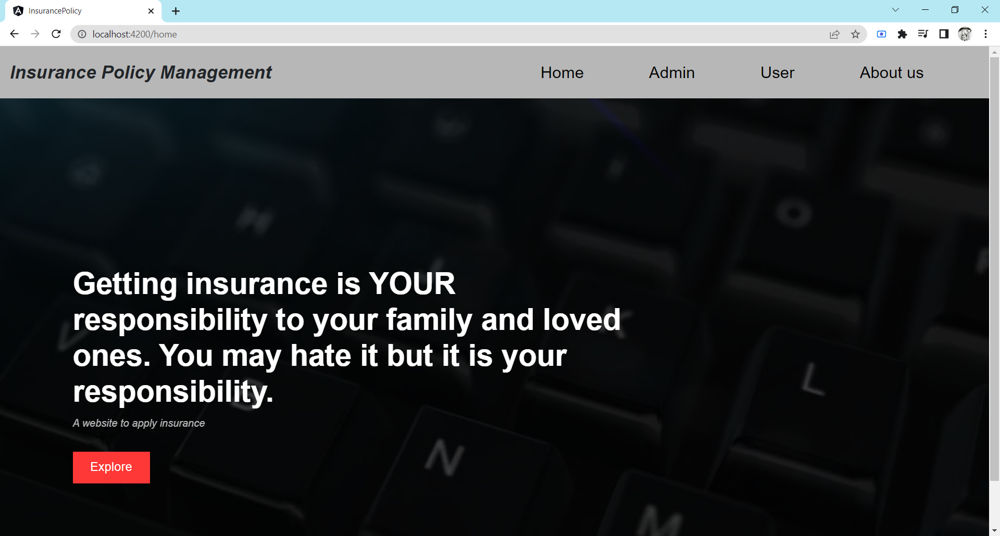 InsurancePolicy
localhost:4200/home
Insurance Policy Management
Home
Admin
User
About us
Getting insurance is YOUR
responsibility to your family and loved
ones. You may hate it but it is your
responsibility.
A website to apply insurance
Explore
H
O
V
K
L
N
M